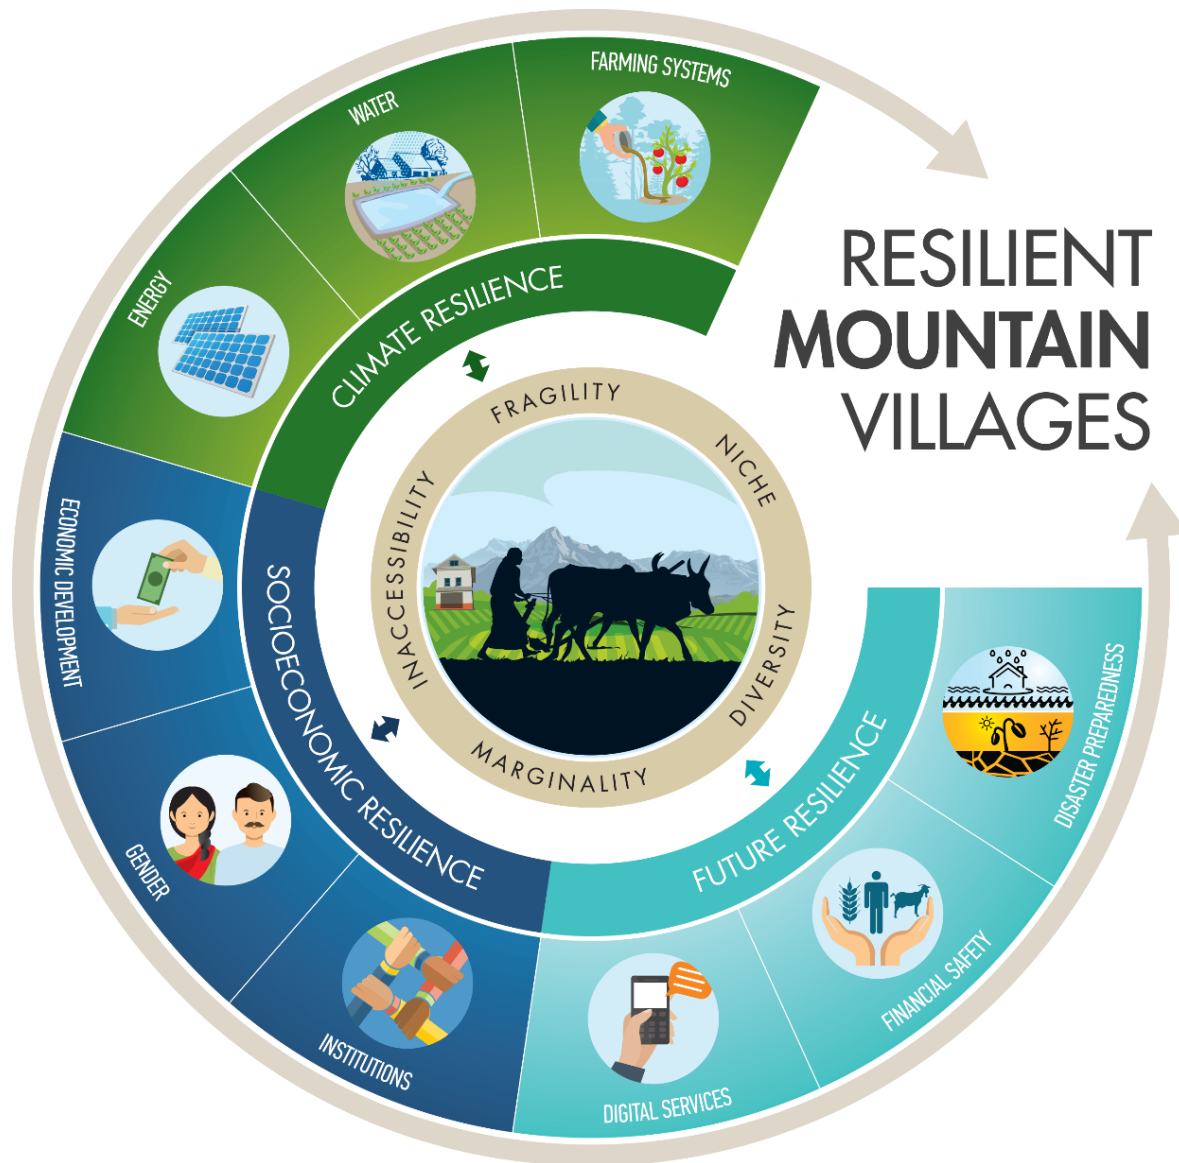 RESILIENT
MOUNTAIN
VILLAGES
FARMING SYSTEMS
WATER
ENERGY
CLIMATE RESILIENCE
ECONOMIC DEVELOPMENT
GENDER
INSTITUTIONS
SOCIOECONOMIC RESILIENCE
DIGITAL SERVICES
FINANCIAL SAFETY
DISASTER PREPAREDNESS
FUTURE RESILIENCE
FRAGILITY
NICHE
DIVERSITY
MARGINALITY
INACCESSIBILITY